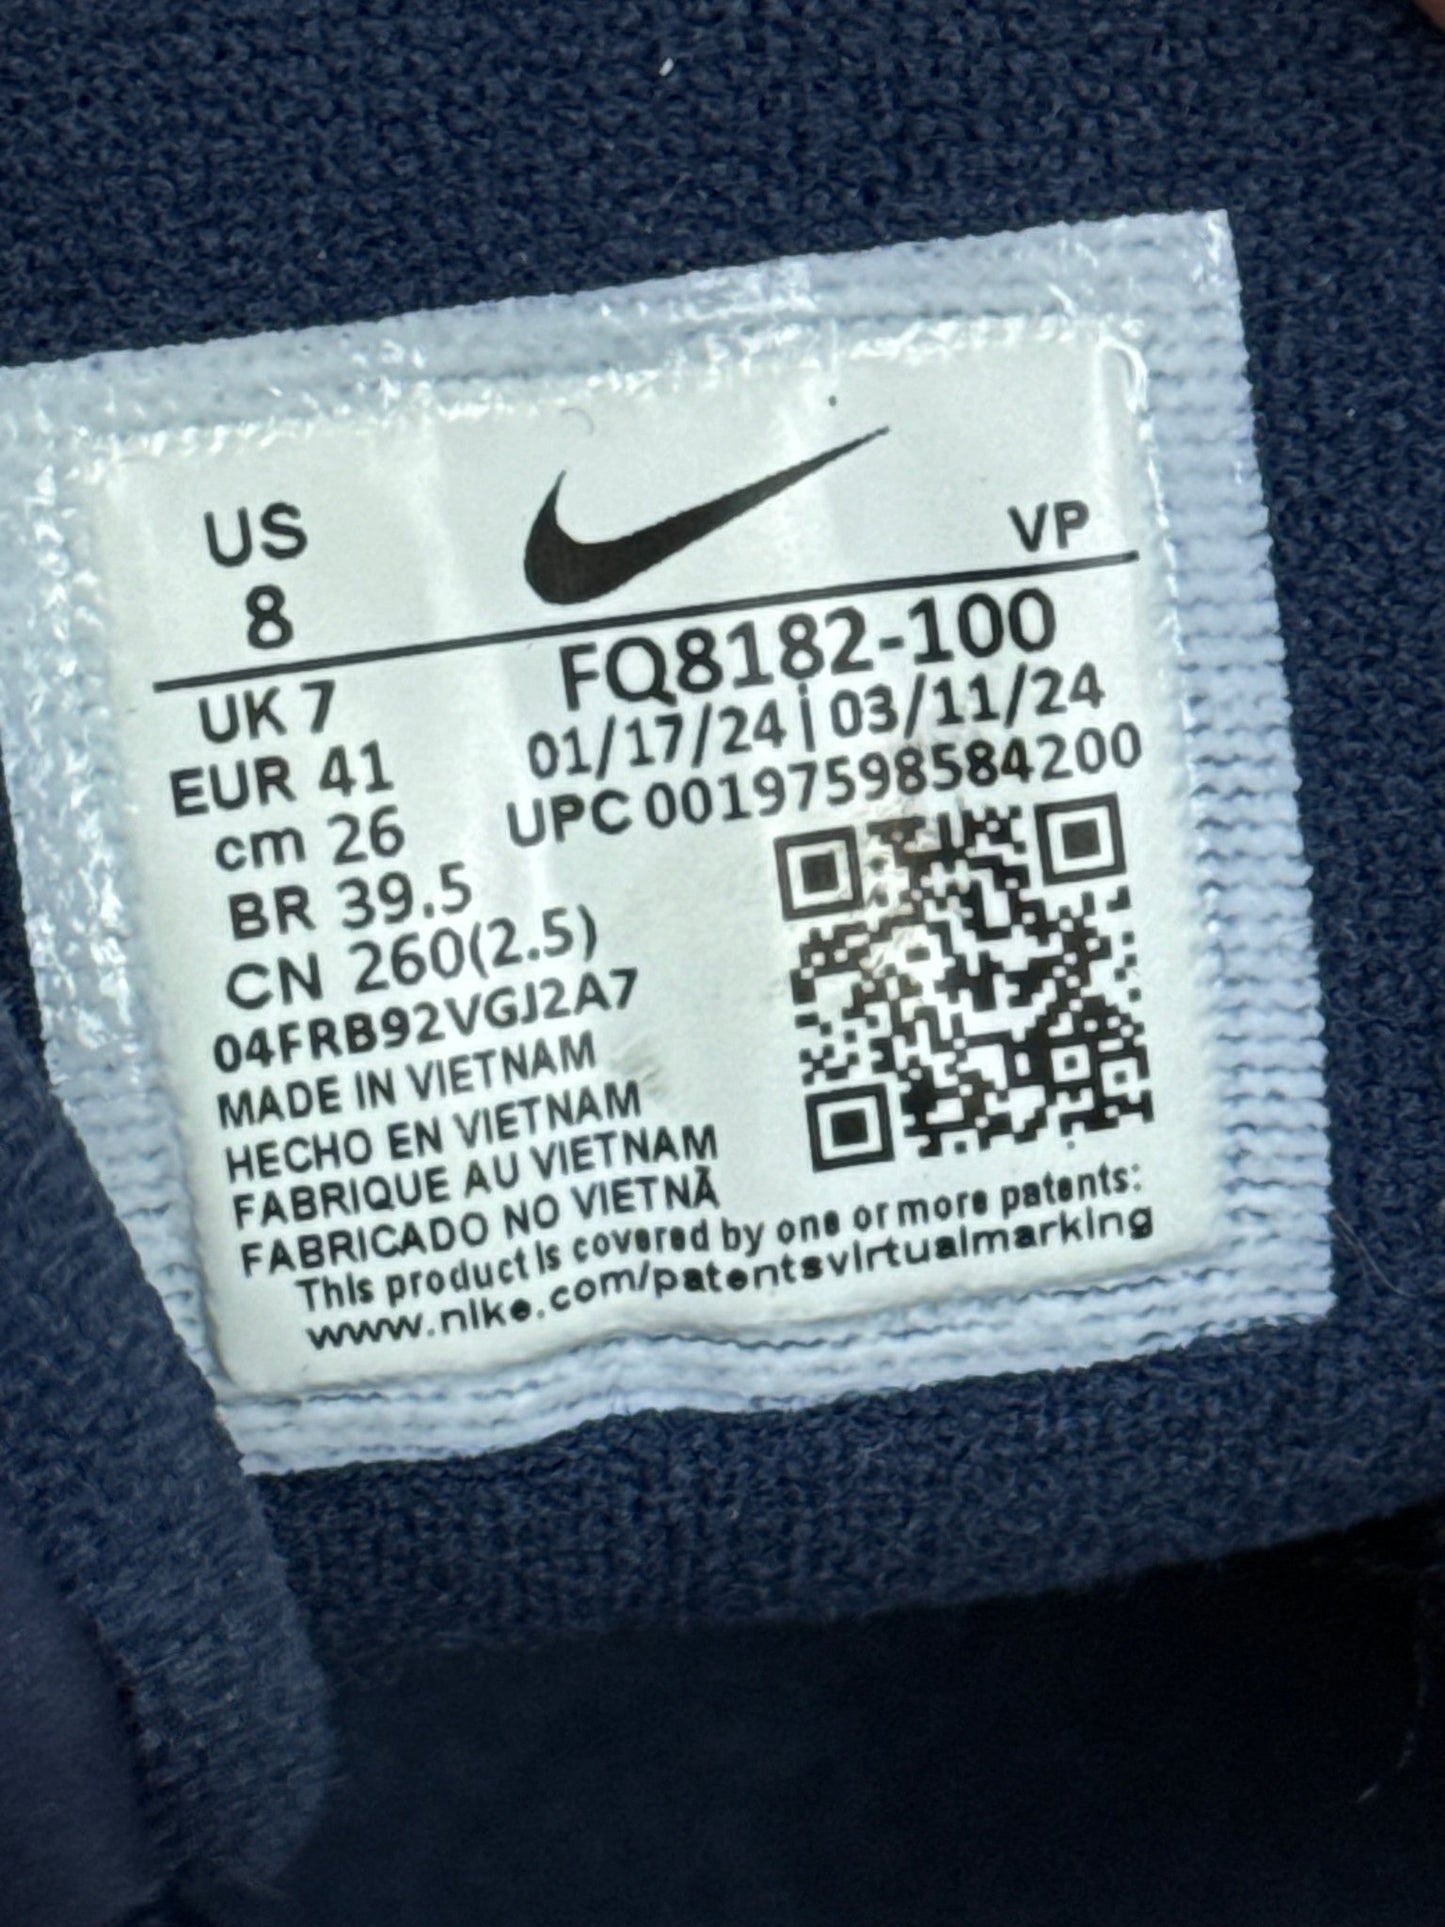 US
8
VP
FQ8182-100
01/17/24 | 03/11/24
UPC 00197598584200
UK 7
EUR 41
cm 26
BR 39.5
CN 260(2.5)
04FRB92VGJ2A7
MADE IN VIETNAM
HECHO EN VIETNAM
FABRIQUE AU VIETNAM
FABRICADO NO VIETNÃ
This product is covered by one or more patents:
www.nike.com/patentsvirtualmarking